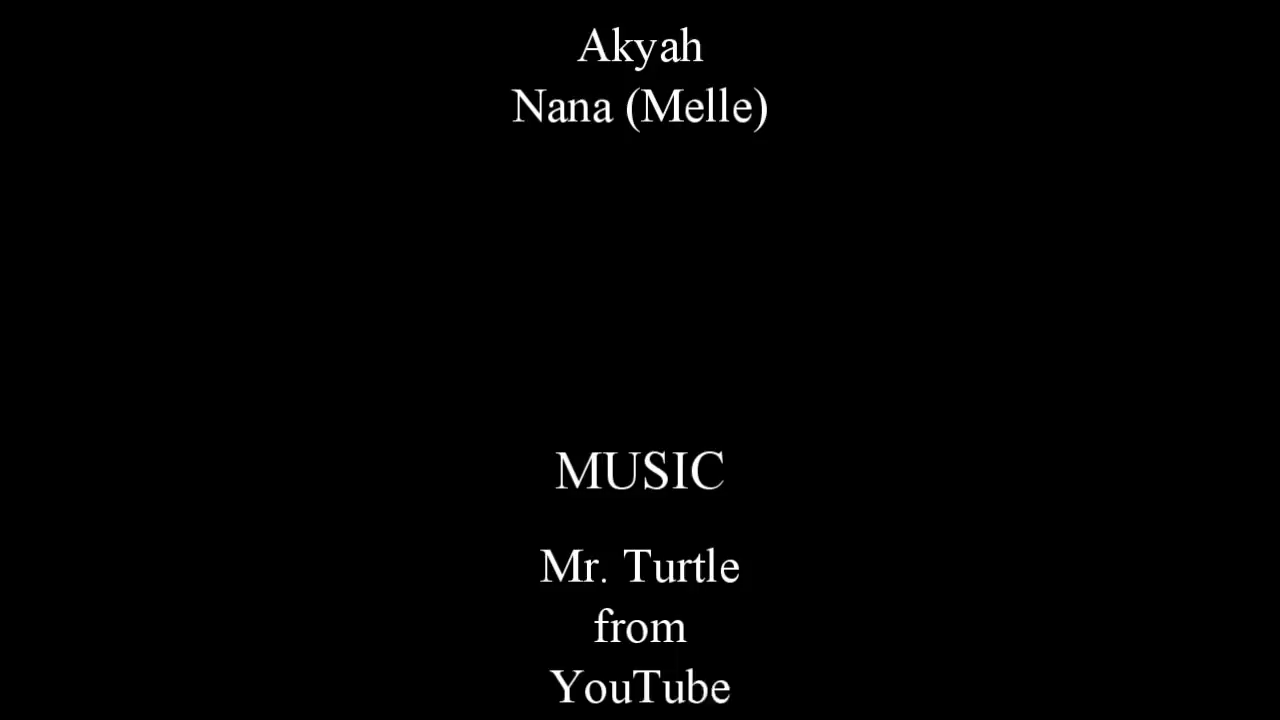 Akyah
Nana (Melle)
MUSIC
Mr. Turtle
from
YouTube